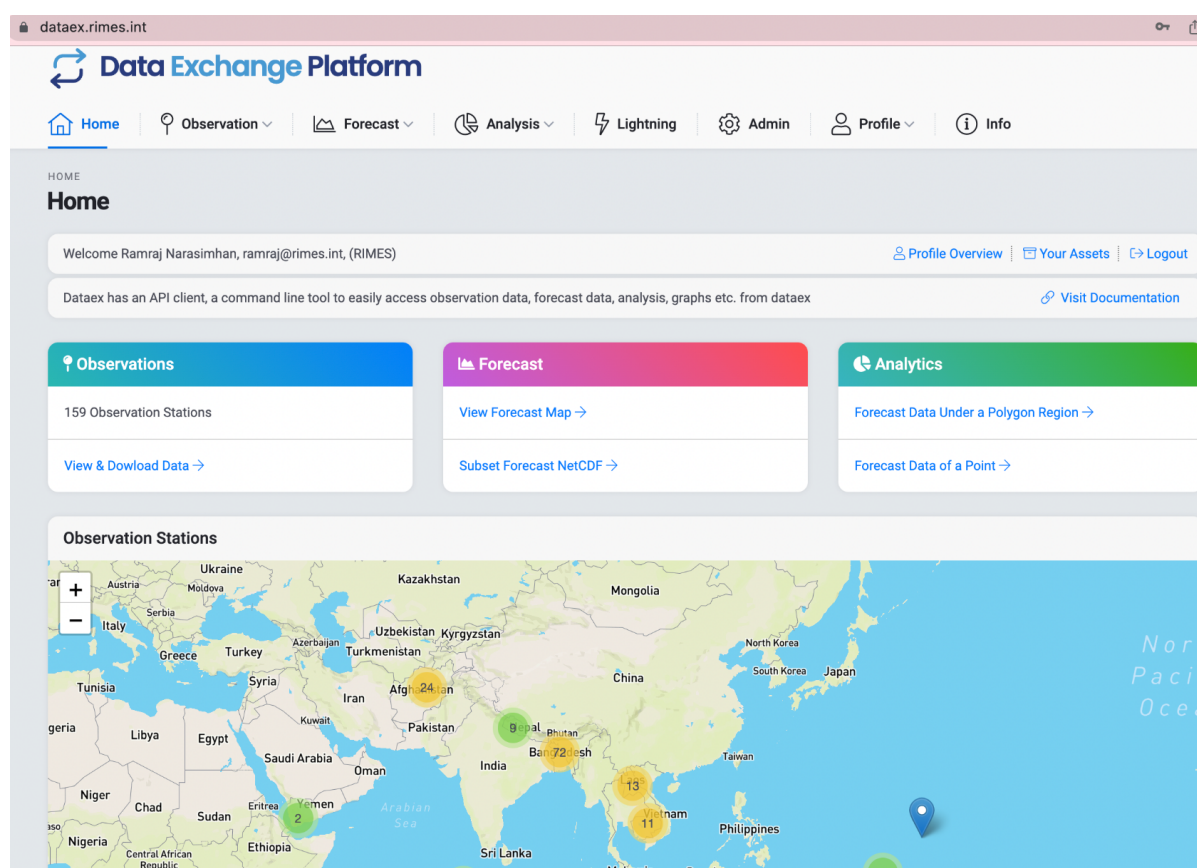 dataex.rimes.int
Data Exchange Platform
Home Observation Forecast Analysis Lightning Admin Profile Info
HOME
Home
Welcome Ramraj Narasimhan, ramraj@rimes.int, (RIMES) Profile Overview Your Assets Logout
Dataex has an API client, a command line tool to easily access observation data, forecast data, analysis, graphs etc. from dataex Visit Documentation
Observations Forecast Analytics
159 Observation Stations View Forecast Map → Forecast Data Under a Polygon Region →
View & Dowload Data → Subset Forecast NetCDF → Forecast Data of a Point →
Observation Stations
+
−
Ukraine
Austria Moldova Kazakhstan Mongolia
Serbia
Italy Uzbekistan Kyrgyzstan
Greece Turkey Azerbaijan Turkmenistan North Korea
South Korea Japan
Nor
Tunisia Syria Iran 24 China
Paci
Oce
geria Libya Egypt Kuwait Pakistan 9 Bhutan
72
Saudi Arabia Oman India Taiwan
13
Niger Chad Sudan Eritrea Yemen Arabian
Sea
2 11 Vietnam Philippines
Nigeria Central African
Republic Ethiopia Sri Lanka